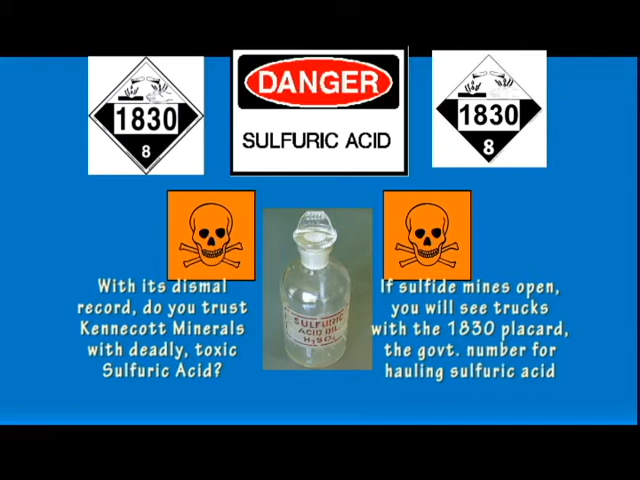 1830
8
DANGER
SULFURIC ACID
1830
8
With its dismal
record, do you trust
Kennecott Minerals
with deadly, toxic
Sulfuric Acid?
SULFURIC
ACID DIL.
If sulfide mines open,
you will see trucks
with the 1830 placard,
the govt. number for
hauling sulfuric acid